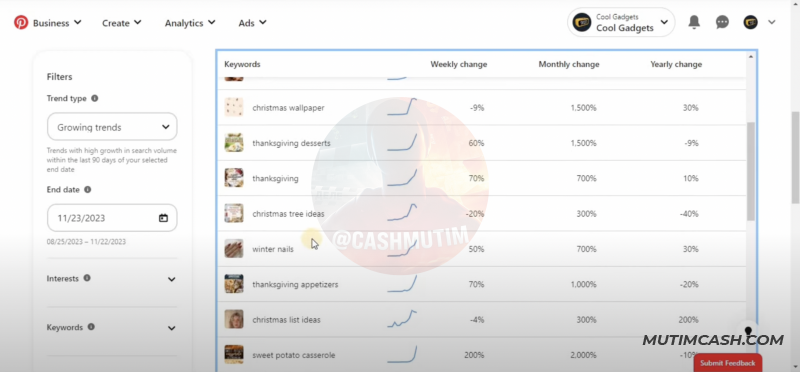 Business
Create
Analytics
Ads
Cool Gadgets
Cool Gadgets
Filters
Trend type
Growing trends
Trends with high growth in search volume
within the last 90 days of your selected
end date
End date
11/23/2023
08/25/2023 – 11/22/2023
Interests
Keywords
Keywords Weekly change Monthly change Yearly change
christmas wallpaper -9% 1,500% 30%
thanksgiving desserts 60% 1,500% -9%
thanksgiving 70% 700% 10%
christmas tree ideas -20% 300% -40%
winter nails 50% 700% 30%
thanksgiving appetizers 70% 1,000% -20%
christmas list ideas -4% 300% 200%
sweet potato casserole 200% 2,000% -10%
@CASHMUTIM
MUTIMCASH.COM
Submit Feedback